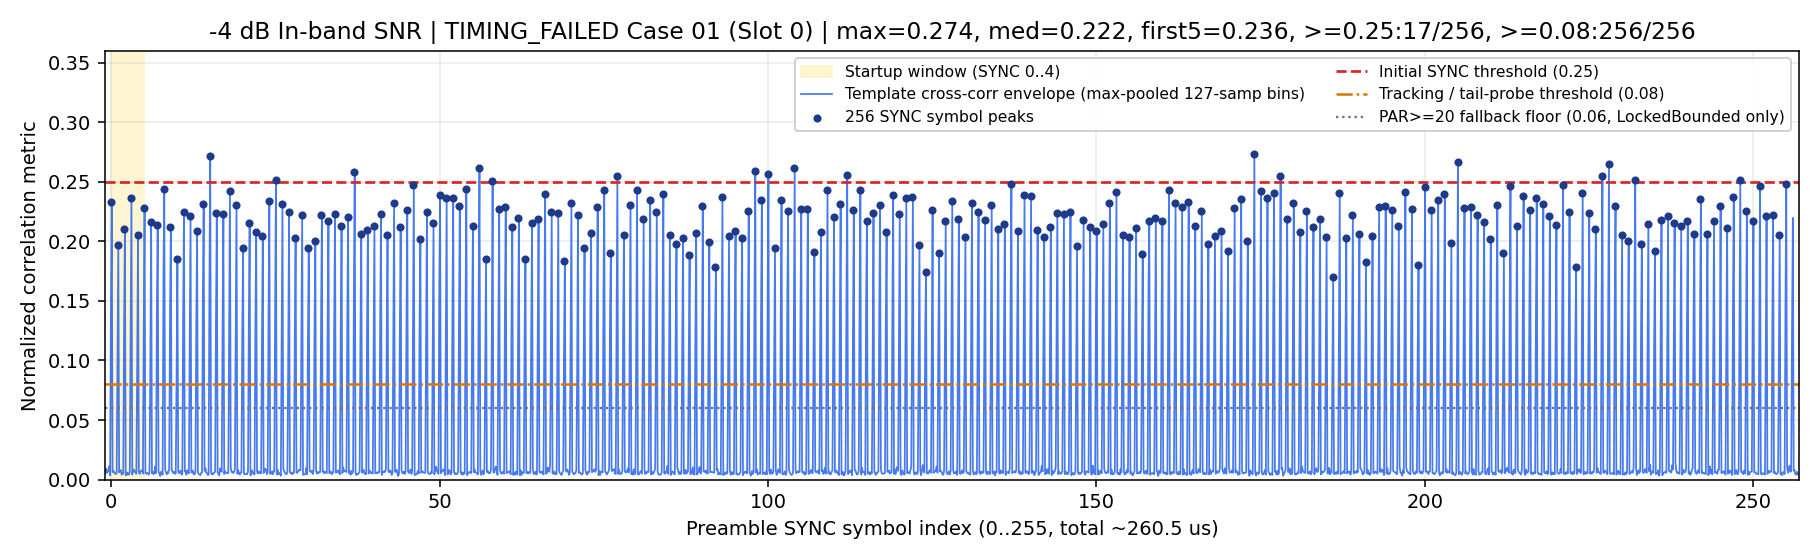 -4 dB In-band SNR | TIMING_FAILED Case 01 (Slot 0) | max=0.274, med=0.222, first5=0.236, >=0.25:17/256, >=0.08:256/256
Startup window (SYNC 0..4)
Template cross-corr envelope (max-pooled 127-samp bins)
256 SYNC symbol peaks
Initial SYNC threshold (0.25)
Tracking / tail-probe threshold (0.08)
PAR>=20 fallback floor (0.06, LockedBounded only)
Normalized correlation metric
0.35
0.30
0.25
0.20
0.15
0.10
0.05
0.00
0 50 100 150 200 250
Preamble SYNC symbol index (0..255, total ~260.5 us)